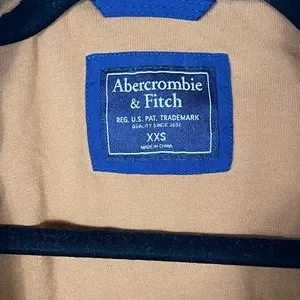 Abercrombie
& Fitch
REG. U.S. PAT. TRADEMARK
QUALITY SINCE 1892
XXS
MADE IN CHINA